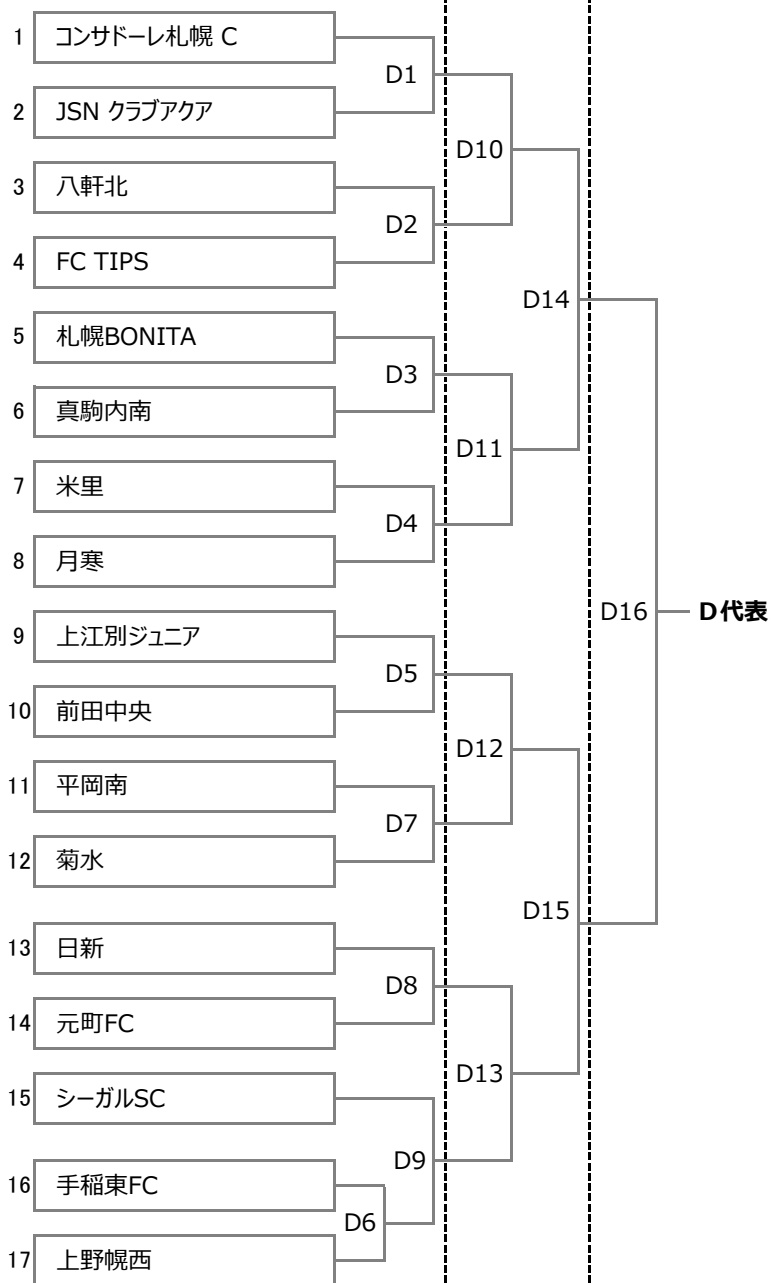 1 コンサドーレ札幌 C
D1
2 JSN クラブアクア
D10
3 八軒北
D2
4 FC TIPS
D14
5 札幌BONITA
D3
6 真駒内南
D11
7 米里
D4
8 月寒
D16 D代表
9 上江別ジュニア
D5
10 前田中央
D12
11 平岡南
D7
12 菊水
D15
13 日新
D8
14 元町FC
D13
15 シーガルSC
D9
16 手稲東FC
D6
17 上野幌西